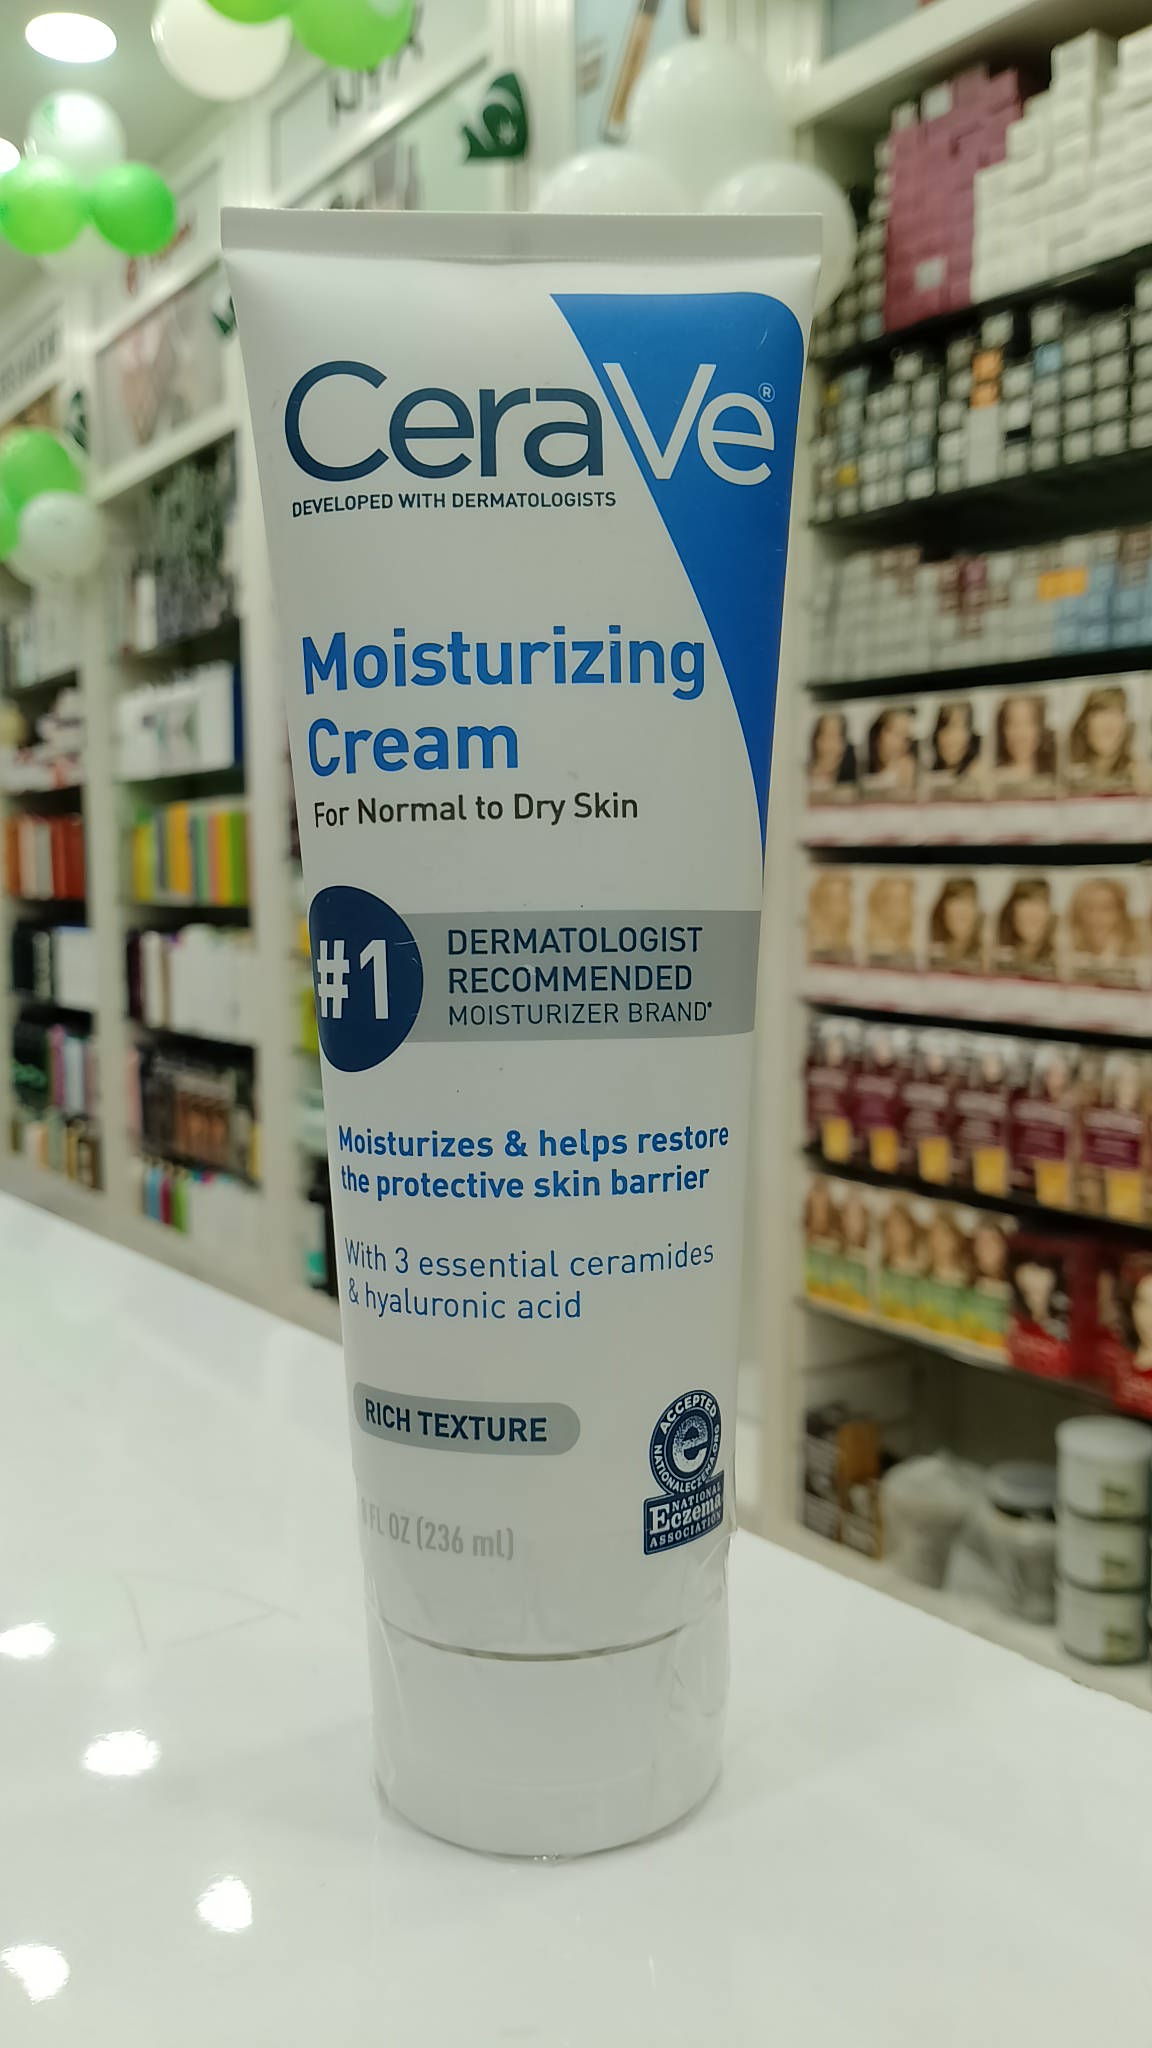 CeraVe®
DEVELOPED WITH DERMATOLOGISTS
Moisturizing
Cream
For Normal to Dry Skin
#1
DERMATOLOGIST
RECOMMENDED
MOISTURIZER BRAND*
Moisturizes & helps restore
the protective skin barrier
With 3 essential ceramides
& hyaluronic acid
RICH TEXTURE
8 FL OZ (236 ml)
ACCEPTED
e
NATIONALECZEMA.ORG
NATIONAL
Eczema
ASSOCIATION